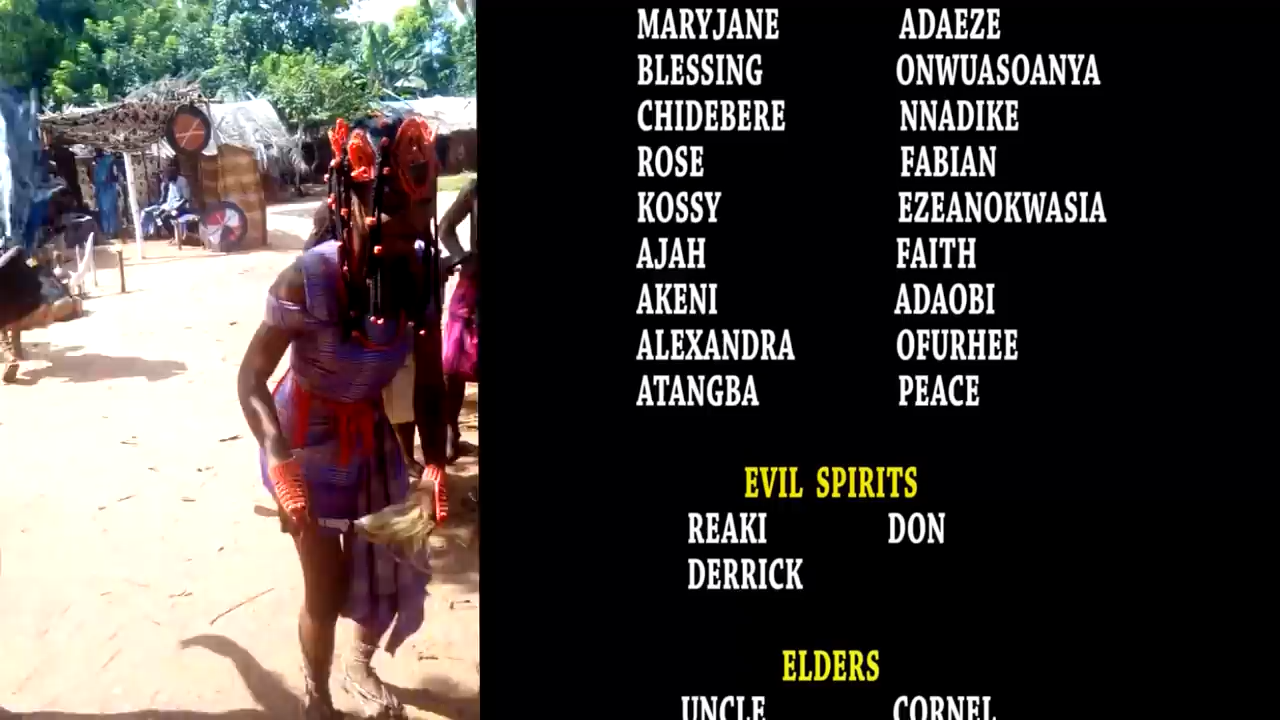 MARYJANE ADAEZE
BLESSING ONWUASOANYA
CHIDEBERE NNADIKE
ROSE FABIAN
KOSSY EZEANOKWASIA
AJAH FAITH
AKENI ADAOBI
ALEXANDRA OFURHEE
ATANGBA PEACE
EVIL SPIRITS
REAKI DON
DERRICK
ELDERS
UNCLE CORNEL